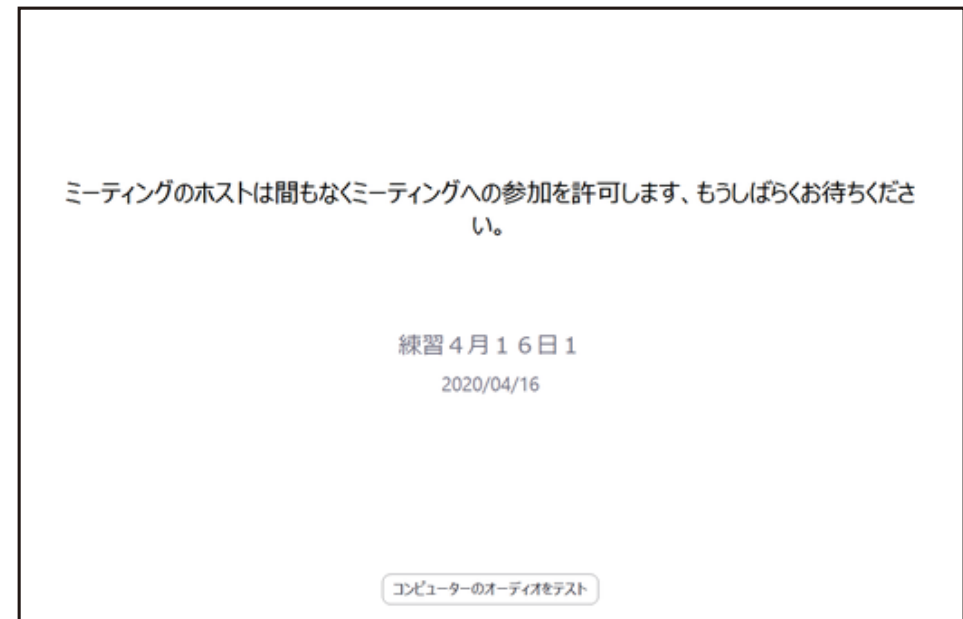 ミーティングのホストは間もなくミーティングへの参加を許可します、もうしばらくお待ちくださ
い。
練習４月１６日１
2020/04/16
コンピューターのオーディオをテスト